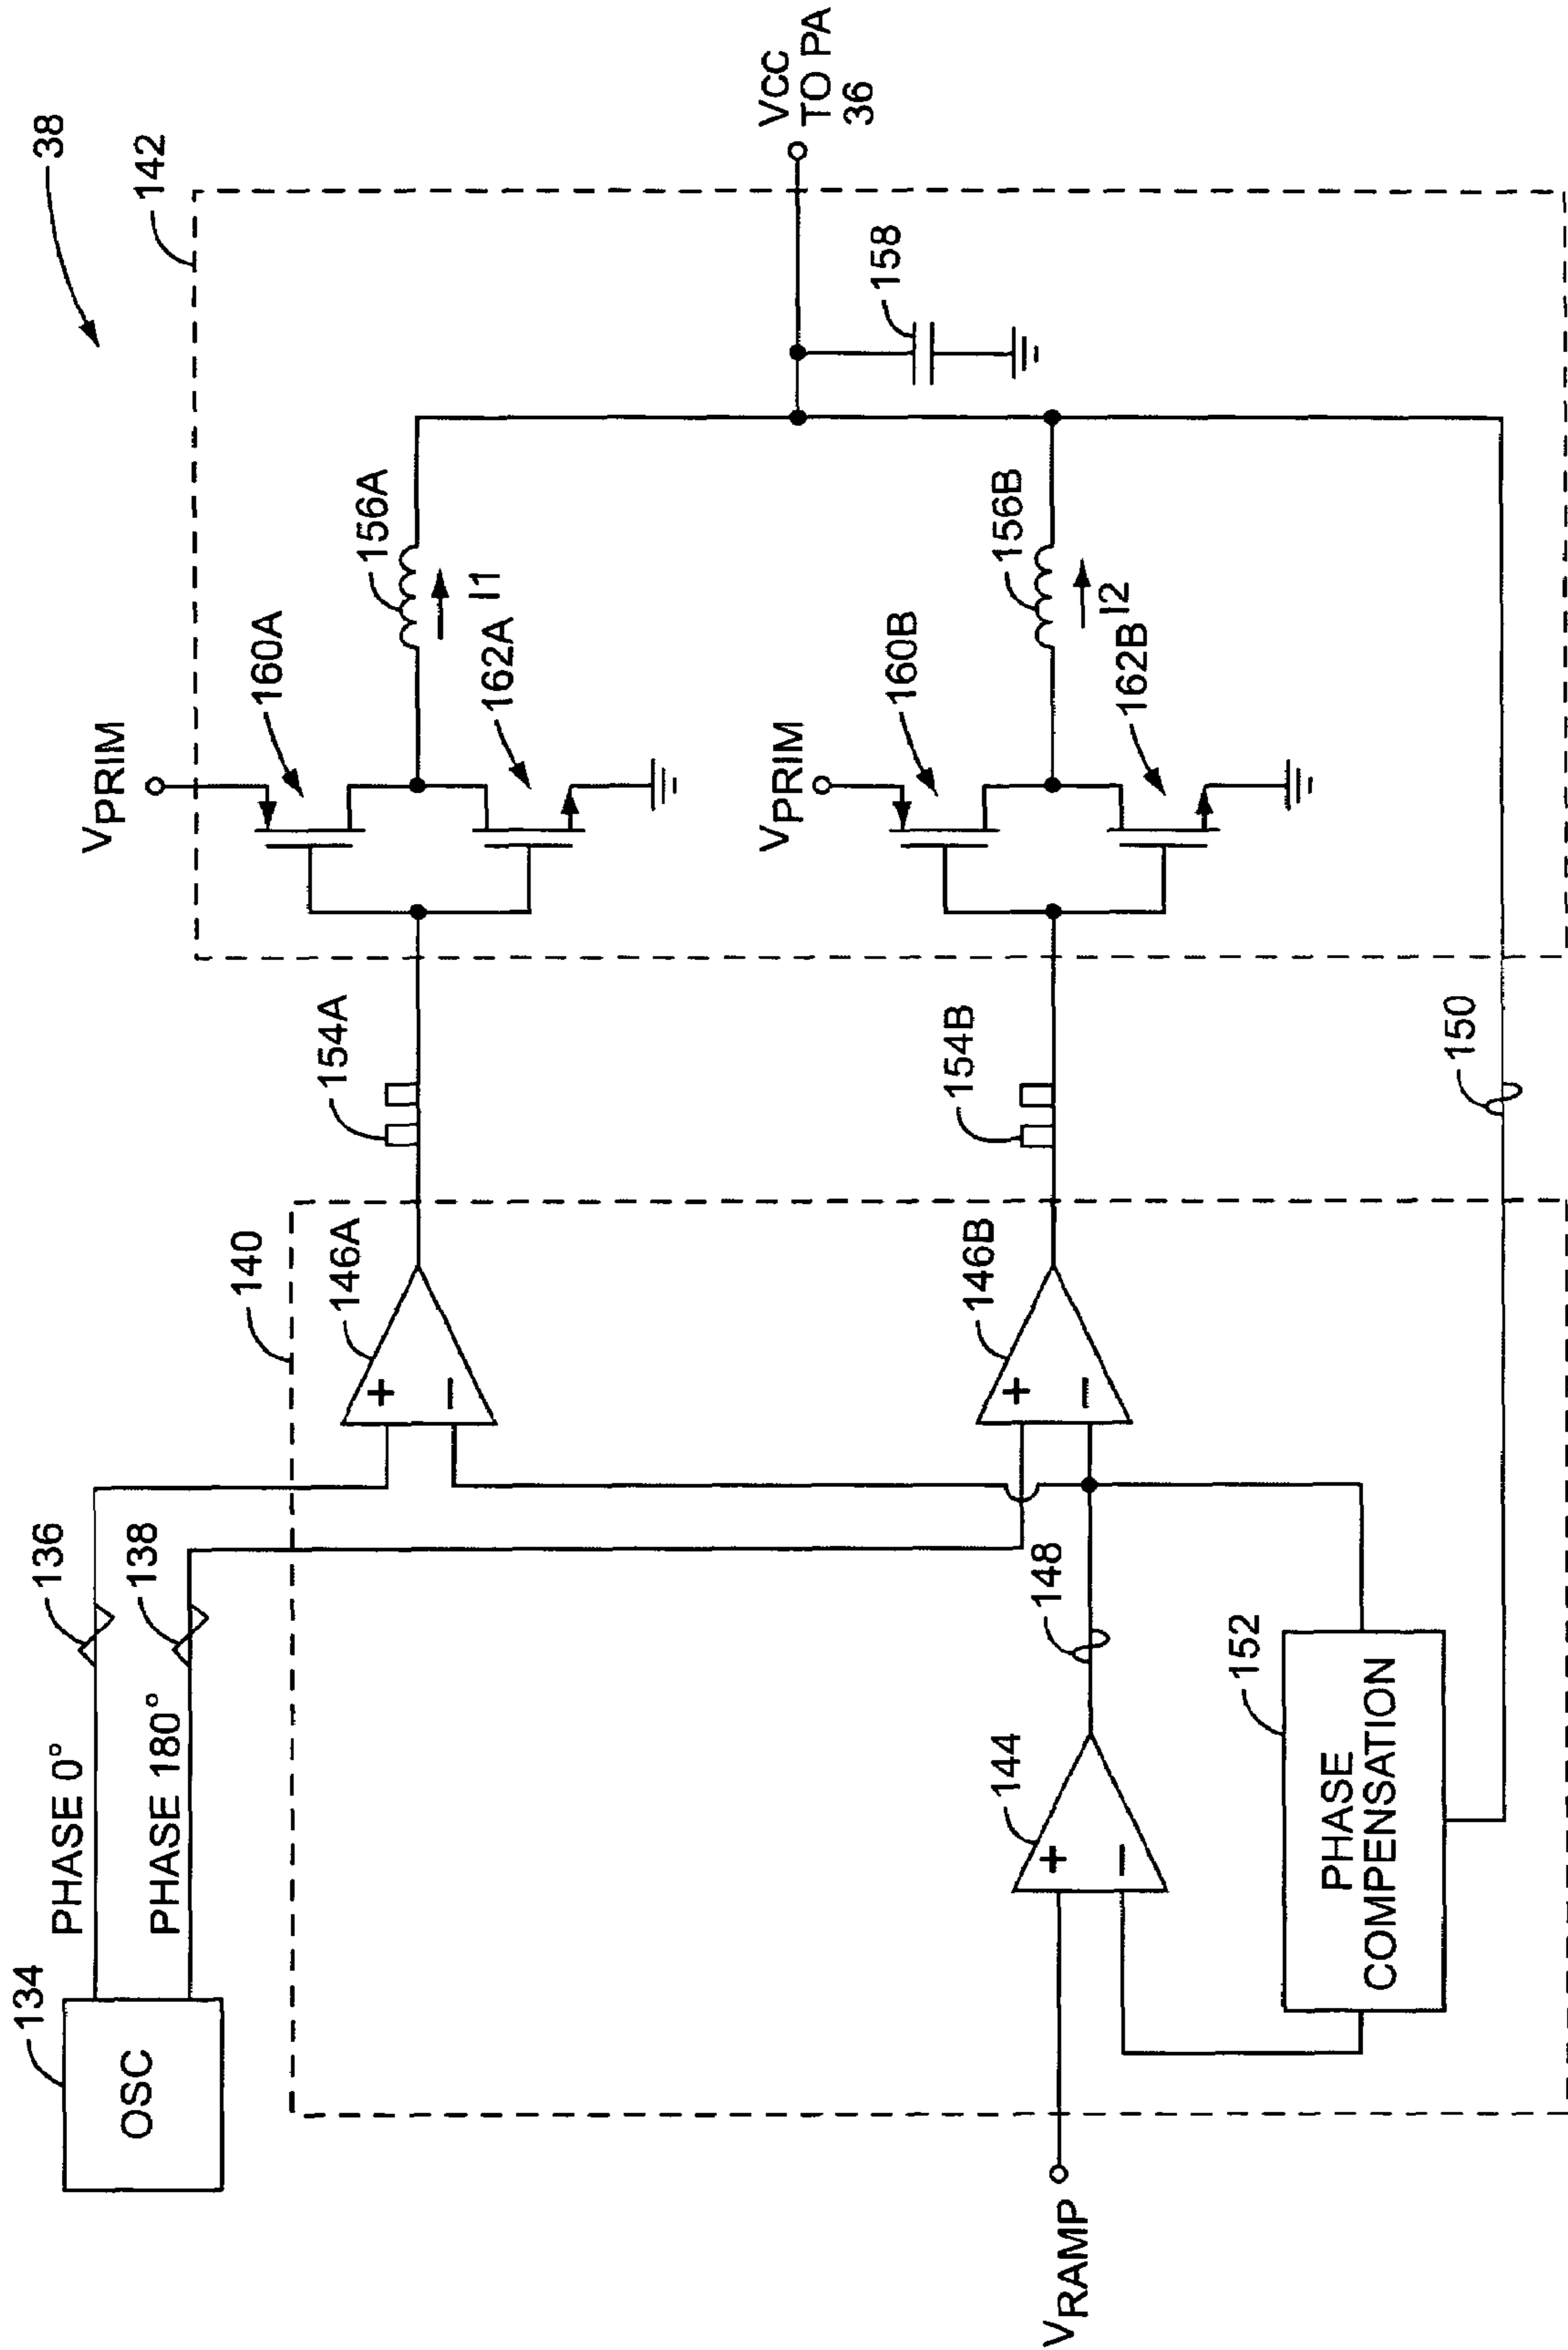 38
142
VCC
TO PA
36
134
OSC
PHASE 0°
136
PHASE 180°
138
140
146A
+
−
154A
VPRIM
160A
162A
156A
I1
158
VRAMP
144
+
−
148
146B
+
−
154B
VPRIM
160B
162B
156B
I2
152
PHASE
COMPENSATION
150